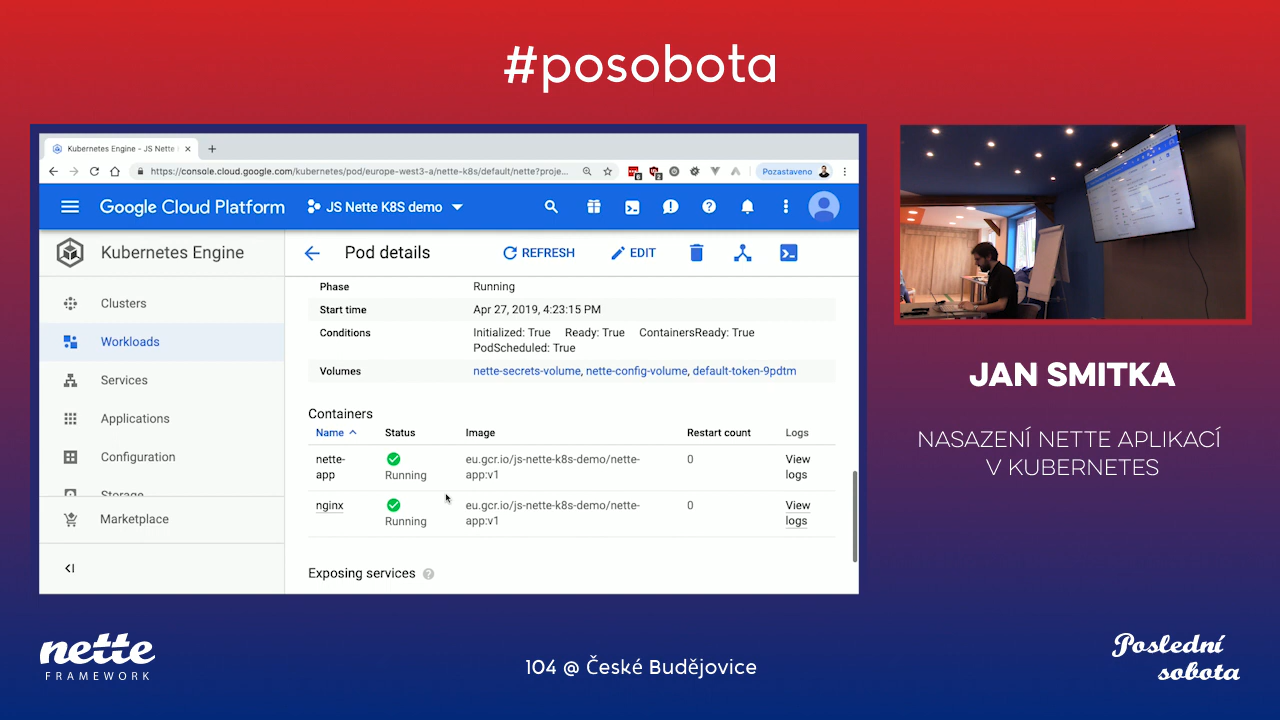 #posobota
Kubernetes Engine - JS Nette
https://console.cloud.google.com/kubernetes/pod/europe-west3-a/nette-k8s/default/nette?proje...
Pozastaveno
Google Cloud Platform
JS Nette K8S demo
Kubernetes Engine
Pod details
REFRESH
EDIT
Clusters
Workloads
Services
Applications
Configuration
Storage
Marketplace
Phase Running
Start time Apr 27, 2019, 4:23:15 PM
Conditions Initialized: True Ready: True ContainersReady: True
PodScheduled: True
Volumes nette-secrets-volume, nette-config-volume, default-token-9pdtm
Containers
Name Status Image Restart count Logs
nette- eu.gcr.io/js-nette-k8s-demo/nette- 0 View
app Running app:v1 logs
nginx eu.gcr.io/js-nette-k8s-demo/nette- 0 View
Running app:v1 logs
Exposing services ?
JAN SMITKA
NASAZENÍ NETTE APLIKACÍ
V KUBERNETES
nette
FRAMEWORK
104 @ České Budějovice
Poslední
sobota